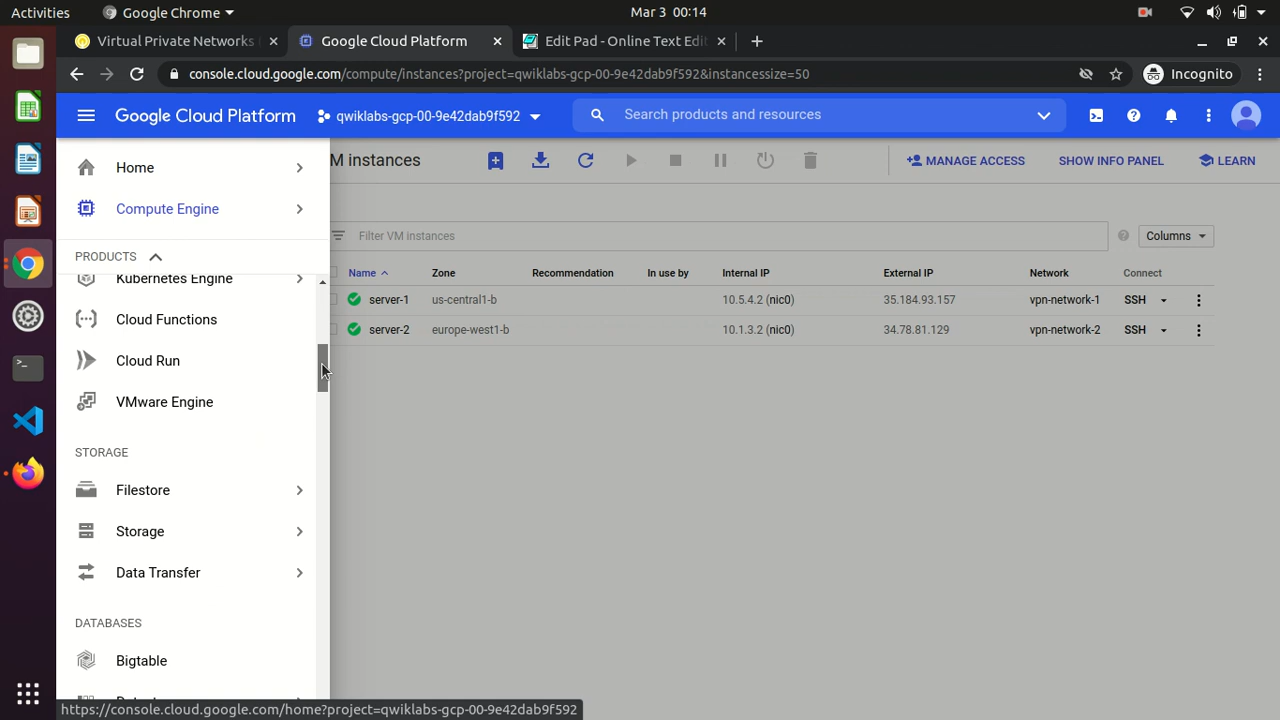 Activities
Google Chrome
Mar 3 00:14
Virtual Private Networks
Google Cloud Platform
Edit Pad - Online Text Edi
console.cloud.google.com/compute/instances?project=qwiklabs-gcp-00-9e42dab9f592&instancessize=50
Incognito
Google Cloud Platform
qwiklabs-gcp-00-9e42dab9f592
Search products and resources
Home
M instances
MANAGE ACCESS
SHOW INFO PANEL
LEARN
Compute Engine
Filter VM instances
Columns
PRODUCTS
Name
Zone
Recommendation
In use by
Internal IP
External IP
Network
Connect
Kubernetes Engine
server-1
us-central1-b
10.5.4.2 (nic0)
35.184.93.157
vpn-network-1
SSH
Cloud Functions
server-2
europe-west1-b
10.1.3.2 (nic0)
34.78.81.129
vpn-network-2
SSH
Cloud Run
VMware Engine
STORAGE
Filestore
Storage
Data Transfer
DATABASES
Bigtable
https://console.cloud.google.com/home?project=qwiklabs-gcp-00-9e42dab9f592